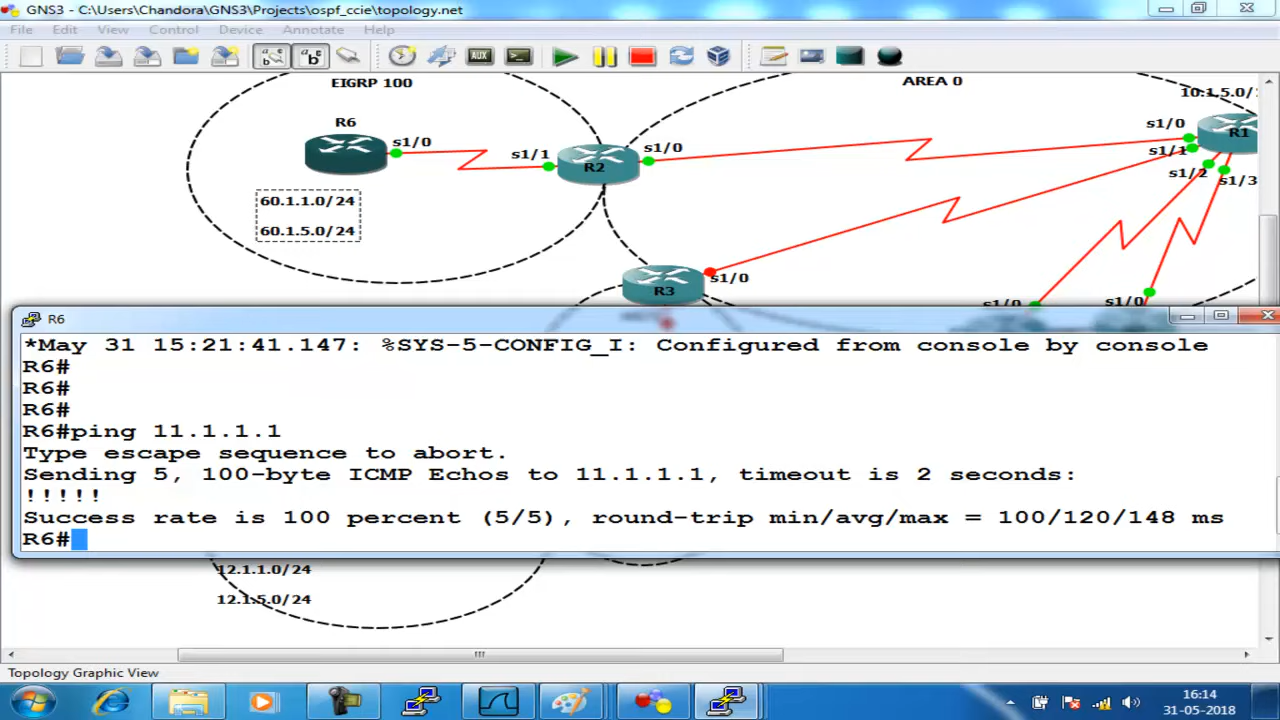 GNS3 - C:\Users\Chandora\GNS3\Projects\ospf_ccie\topology.net
File Edit View Control Device Annotate Help
AUX
EIGRP 100
AREA 0
R6
s1/0
s1/1
R2
s1/0
s1/0
R1
s1/1
s1/2
s1/3
60.1.1.0/24
60.1.5.0/24
R3
s1/0
R6
*May 31 15:21:41.147: %SYS-5-CONFIG_I: Configured from console by console
R6#
R6#
R6#
R6#ping 11.1.1.1
Type escape sequence to abort.
Sending 5, 100-byte ICMP Echos to 11.1.1.1, timeout is 2 seconds:
!!!!!
Success rate is 100 percent (5/5), round-trip min/avg/max = 100/120/148 ms
R6#
12.1.1.0/24
12.1.5.0/24
Topology Graphic View
16:14
31-05-2018